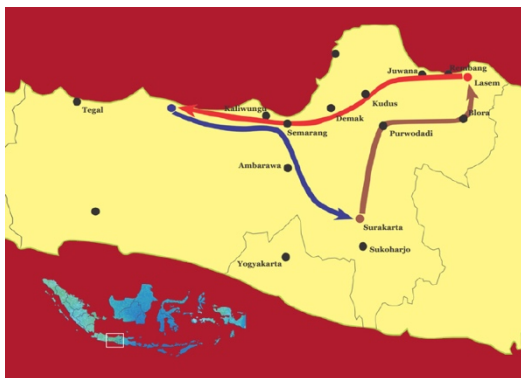 Rembang
Juwana
Lasem
Tegal
Kudus
Kaliwungu
Demak
Blora
Semarang
Purwodadi
Ambarawa
Surakarta
Sukoharjo
Yogyakarta